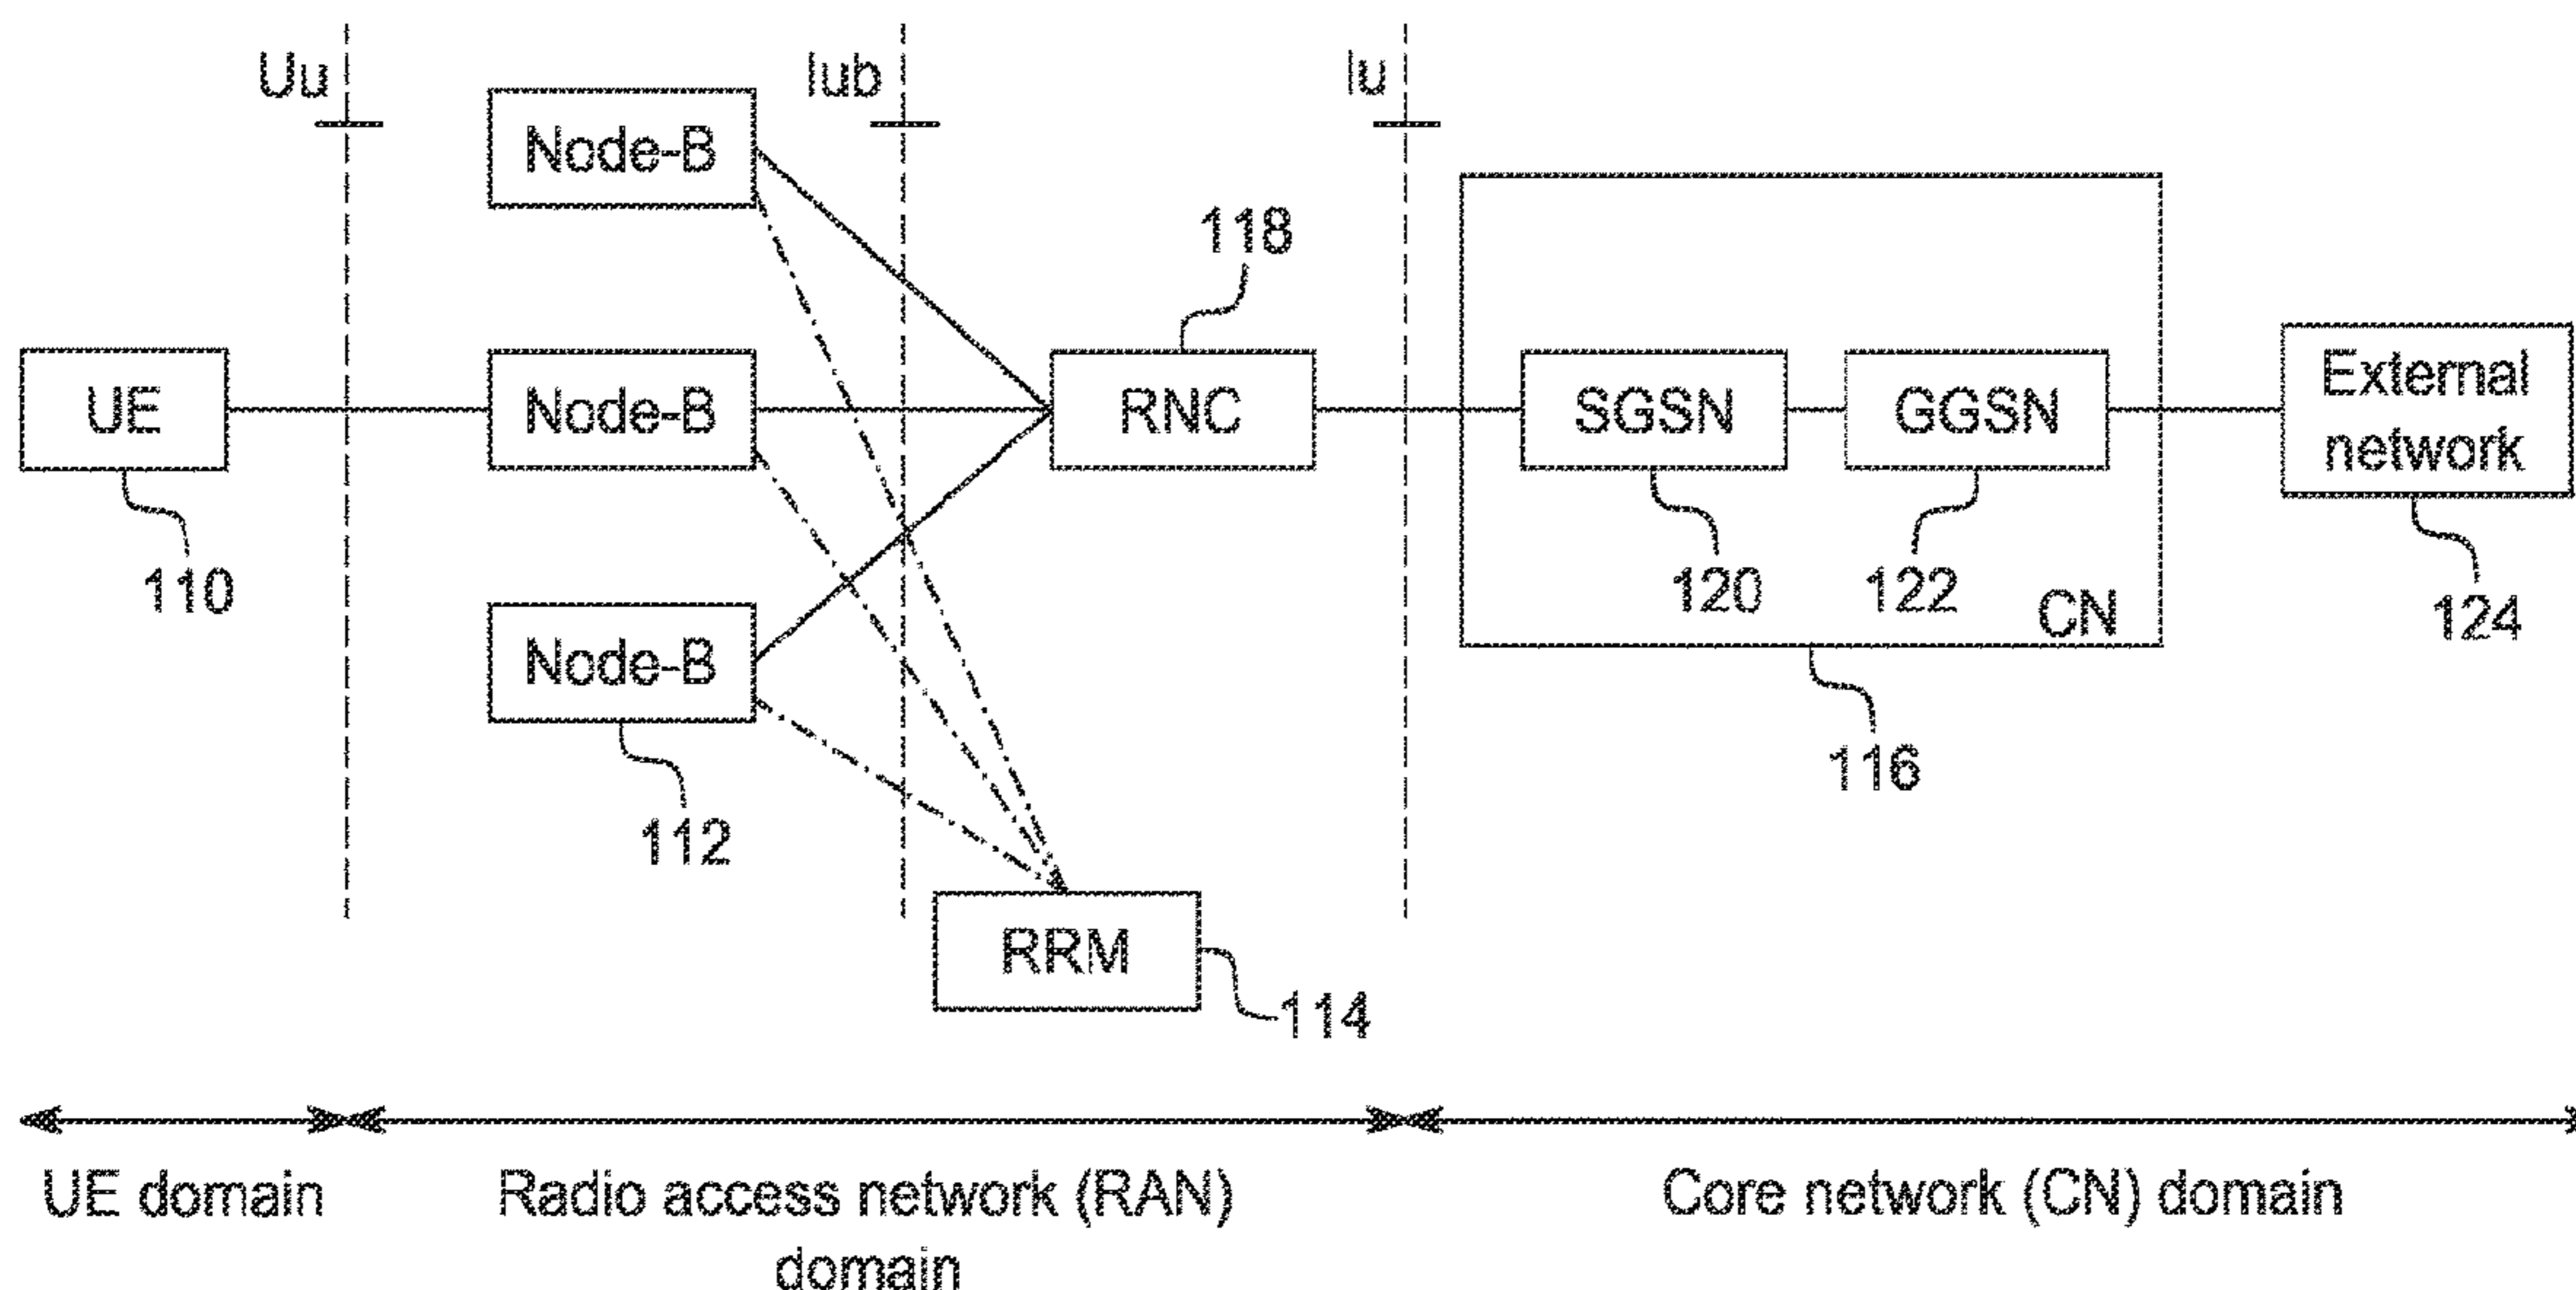 Uu
Iub
Iu
Node-B
118
UE
Node-B
RNC
SGSN
GGSN
External
network
110
120
122
CN
124
Node-B
116
112
RRM
114
UE domain
Radio access network (RAN)
domain
Core network (CN) domain